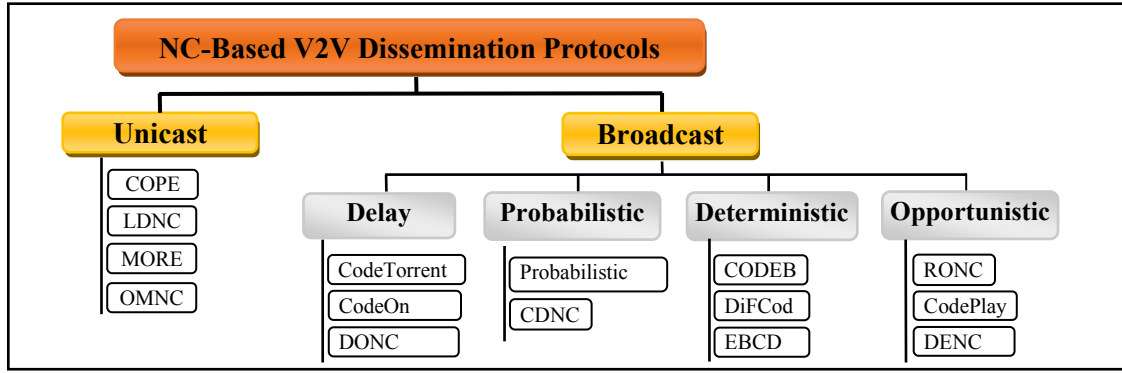 NC-Based V2V Dissemination Protocols
Unicast
COPE
LDNC
MORE
OMNC
Broadcast
Delay
CodeTorrent
CodeOn
DONC
Probabilistic
Probabilistic
CDNC
Deterministic
CODEB
DiFCod
EBCD
Opportunistic
RONC
CodePlay
DENC